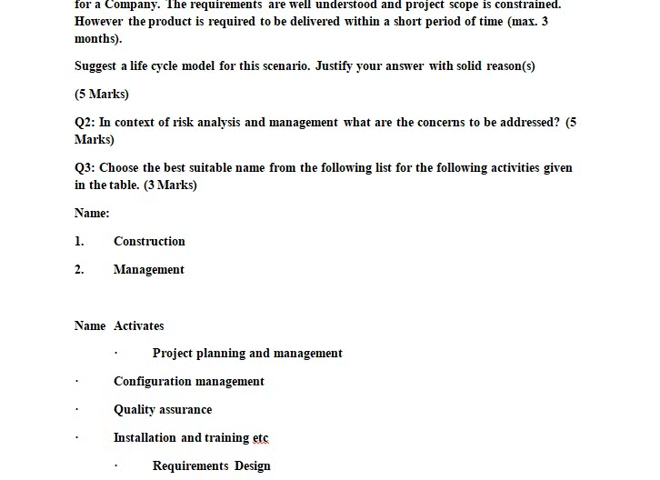 for a Company. The requirements are well understood and project scope is constrained.
However the product is required to be delivered within a short period of time (max. 3
months).
Suggest a life cycle model for this scenario. Justify your answer with solid reason(s)
(5 Marks)
Q2: In context of risk analysis and management what are the concerns to be addressed? (5
Marks)
Q3: Choose the best suitable name from the following list for the following activities given
in the table. (3 Marks)
Name:
1. Construction
2. Management
Name Activates
· Project planning and management
· Configuration management
· Quality assurance
· Installation and training etc
· Requirements Design